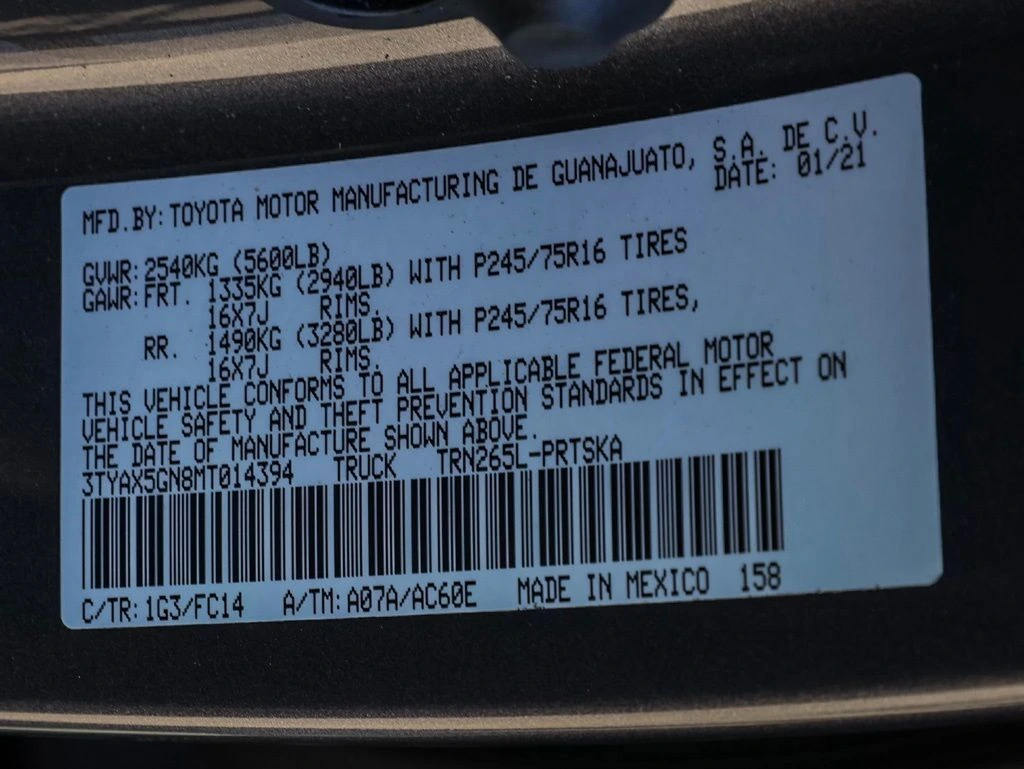 MFD.BY: TOYOTA MOTOR MANUFACTURING DE GUANAJUATO, S.A. DE C.V.
DATE: 01/21
GVWR: 2540KG (5600LB)
GAWR: FRT. 1335KG (2940LB) WITH P245/75R16 TIRES
16X7J RIMS.
RR. 1490KG (3280LB) WITH P245/75R16 TIRES,
16X7J RIMS.
THIS VEHICLE CONFORMS TO ALL APPLICABLE FEDERAL MOTOR
VEHICLE SAFETY AND THEFT PREVENTION STANDARDS IN EFFECT ON
THE DATE OF MANUFACTURE SHOWN ABOVE.
3TYAX5GN8MT014394 TRUCK TRN265L-PRTSKA
C/TR: 1G3/FC14 A/TM: A07A/AC60E MADE IN MEXICO 158